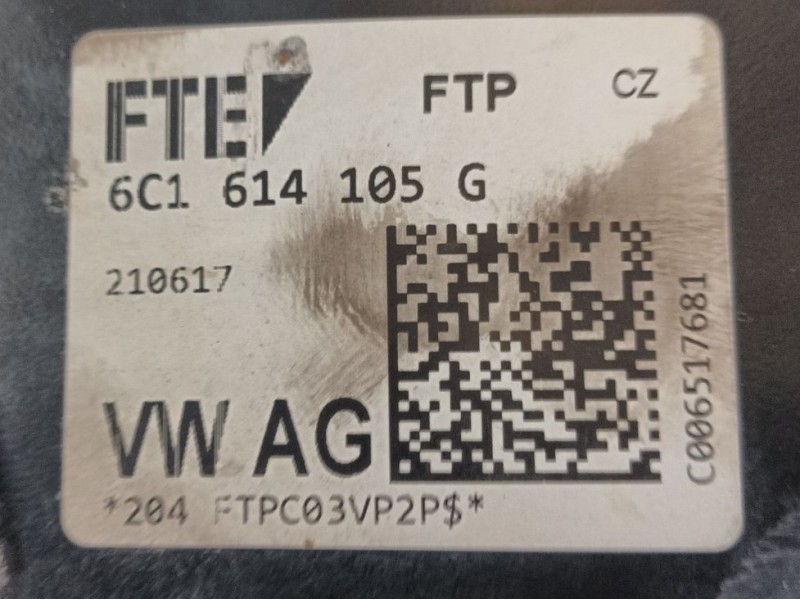 FTE FTP CZ
6C1 614 105 G
210617
C006517681
VW AG
*204 FTPC03VP2P$*